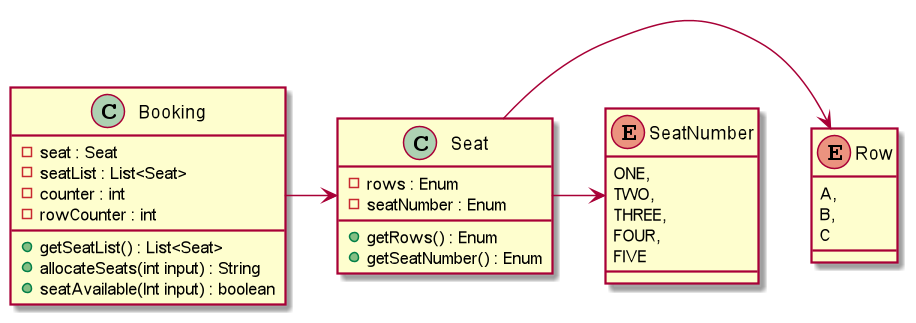 C Booking
seat : Seat
seatList : List<Seat>
counter : int
rowCounter : int
getSeatList() : List<Seat>
allocateSeats(int input) : String
seatAvailable(Int input) : boolean
C Seat
rows : Enum
seatNumber : Enum
getRows() : Enum
getSeatNumber() : Enum
E SeatNumber
ONE,
TWO,
THREE,
FOUR,
FIVE
E Row
A,
B,
C